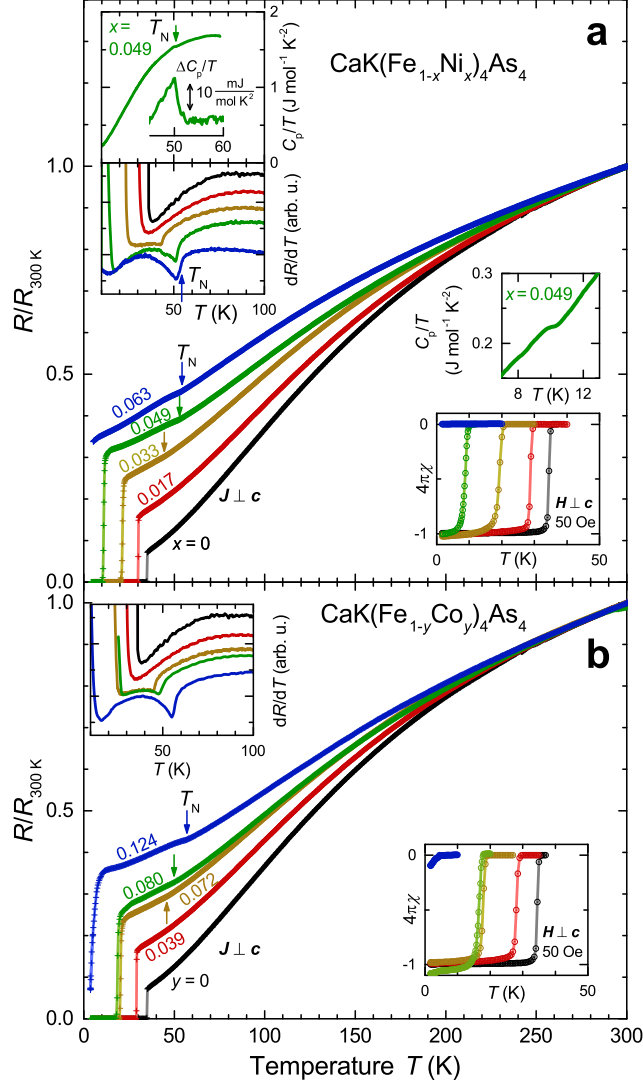 a
CaK(Fe1-xNix)4As4
x=
0.049
TN
ΔCp/T
10 mJ
mol K2
50
60
2
1
0
Cp/T (J mol-1 K-2)
dR/dT (arb. u.)
TN
50
100
T (K)
R/R300 K
1.0
0.5
0.0
TN
0.063
0.049
0.033
0.017
x=0
J ⊥ c
0.3
0.2
x=0.049
Cp/T
(J mol-1 K-2)
8
12
T (K)
0
-1
4πχ
H ⊥ c
50 Oe
0
50
T (K)
b
CaK(Fe1-yCoy)4As4
dR/dT (arb. u.)
50
100
T (K)
R/R300 K
1.0
0.5
0.0
TN
0.124
0.080
0.072
0.039
y=0
J ⊥ c
0
-1
4πχ
H ⊥ c
50 Oe
0
50
T (K)
0
50
100
150
200
250
300
Temperature T (K)